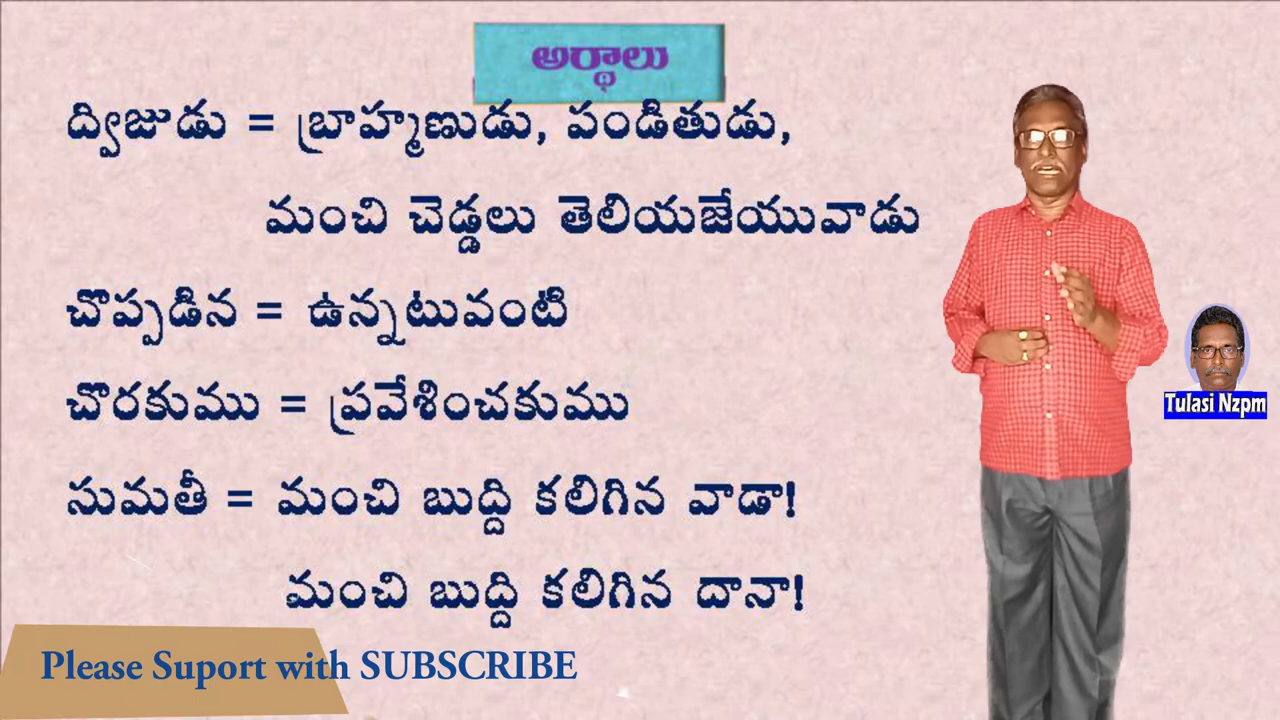 అర్థాలు
ద్విజుడు = బ్రాహ్మణుడు, పండితుడు,
మంచి చెడ్డలు తెలియజేయువాడు
చొప్పడిన = ఉన్నటువంటి
చొరకుము = ప్రవేశించకుము
సుమతీ = మంచి బుద్ది కలిగిన వాడా!
మంచి బుద్ది కలిగిన దానా!
Tulasi Nzpm
Please Suport with SUBSCRIBE